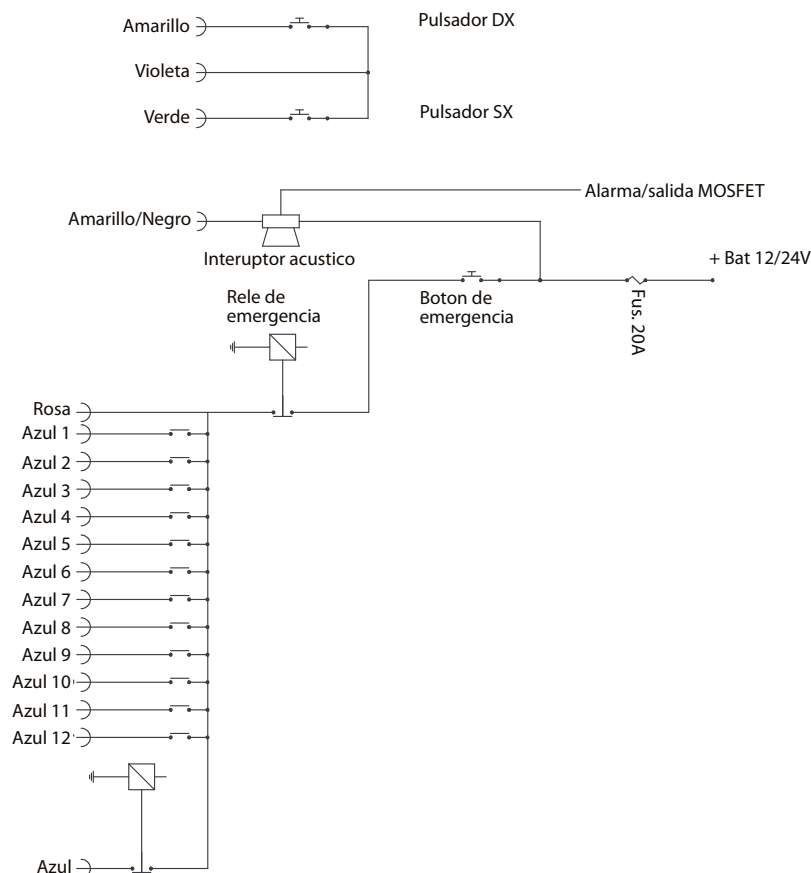 Amarillo
Pulsador DX
Violeta
Verde
Pulsador SX
Alarma/salida MOSFET
Amarillo/Negro
Interuptor acustico
+ Bat 12/24V
Rele de
emergencia
Boton de
emergencia
Fus. 20A
Rosa
Azul 1
Azul 2
Azul 3
Azul 4
Azul 5
Azul 6
Azul 7
Azul 8
Azul 9
Azul 10
Azul 11
Azul 12
Azul